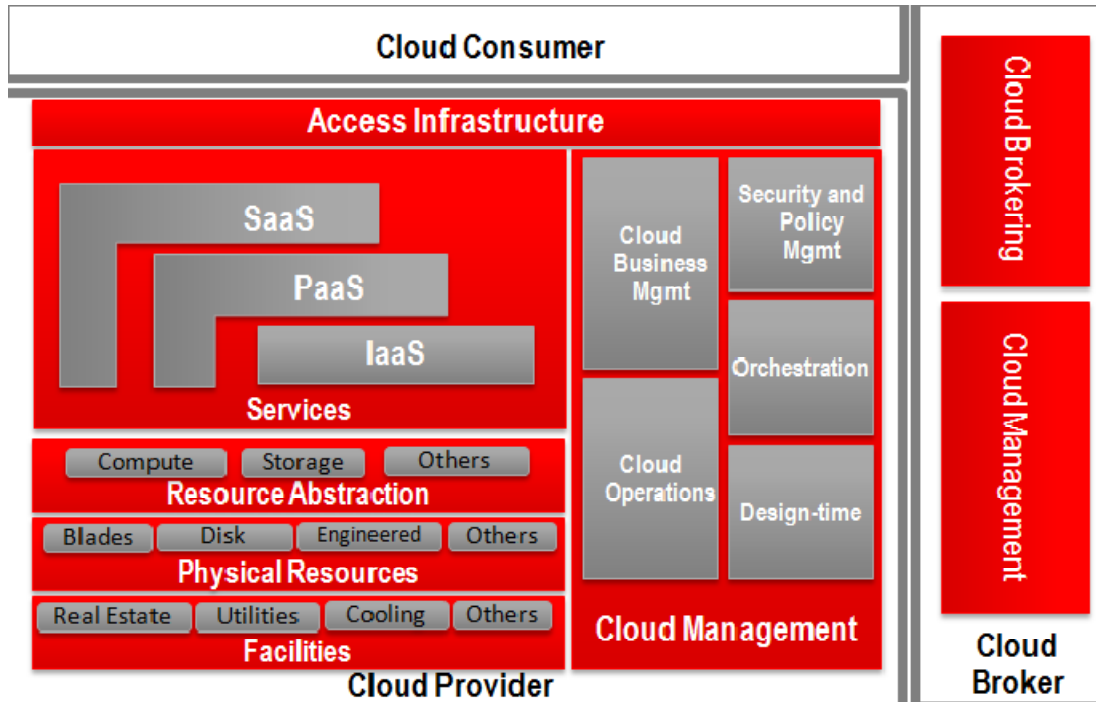 Cloud Consumer
Access Infrastructure
SaaS
PaaS
IaaS
Services
Compute
Storage
Others
Resource Abstraction
Blades
Disk
Engineered
Others
Physical Resources
Real Estate
Utilities
Cooling
Others
Facilities
Cloud
Business
Mgmt
Security and
Policy
Mgmt
Orchestration
Cloud
Operations
Design-time
Cloud Management
Cloud Provider
Cloud Brokering
Cloud Management
Cloud
Broker